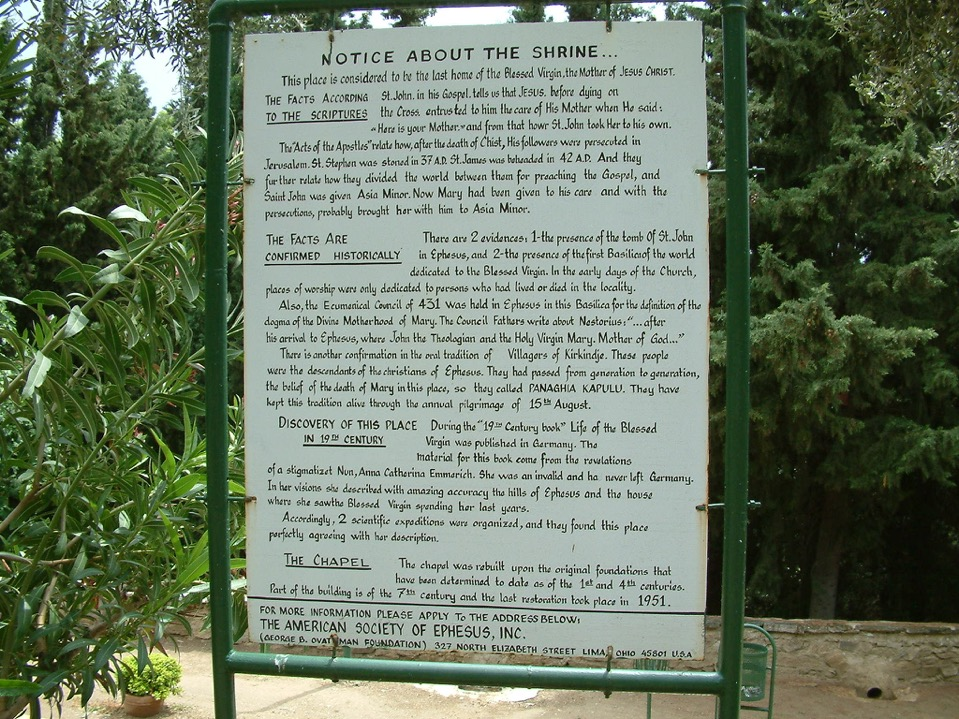 NOTICE ABOUT THE SHRINE...
This place is considered to be the last home of the Blessed Virgin, the Mother of JESUS CHRIST.
THE FACTS ACCORDING St. John, in his Gospel, tells us that JESUS, before dying on
TO THE SCRIPTURES the Cross, entrusted to him the care of His Mother when He said:
"Here is your Mother." and from that howr St. John took Her to his own.
The "Acts of the Apostles" relate how, after the death of Chist, His followers were persecuted in
Jerusalem. St. Stephen was stoned in 37 A.D. St. James was beheaded in 42 A.D. And they
further relate how they divided the world between them for preaching the Gospel, and
Saint John was given Asia Minor. Now Mary had been given to his care and with the
persecutions, probably brought her with him to Asia Minor.
THE FACTS ARE There are 2 evidences: 1-the presence of the tomb Of St. John
CONFIRMED HISTORICALLY in Ephesus, and 2-the presence of the first Basilica of the world
dedicated to the Blessed Virgin. In the early days of the Church,
places of worship were only dedicated to persons who had lived or died in the locality.
Also, the Ecumenical Council of 431 was held in Ephesus in this Basilica for the definition of the
dogma of the Divine Motherhood of Mary. The Council Fathers write about Nestorius: "...after
his arrival to Ephesus, where John the Theologian and the Holy Virgin Mary. Mother of God..."
There is another confirmation in the oral tradition of Villagers of Kirkindje. These people
were the descendants of the christians of Ephesus. They had passed from generation to generation,
the belief of the death of Mary in this place, so they called PANAGHIA KAPULU. They have
kept this tradition alive through the annual pilgrimage of 15th August.
DISCOVERY OF THIS PLACE During the "19th Century book" Life of the Blessed
IN 19TH CENTURY Virgin was published in Germany. The
material for this book come from the revelations
of a stigmatizet Nun, Anna Catherina Emmerich. She was an invalid and ha never left Germany.
In her visions she described with amazing accuracy the hills of Ephesus and the house
where she saw the Blessed Virgin spending her last years.
Accordingly, 2 scientific expeditions were organized, and they found this place
perfectly agreeing with her description.
THE CHAPEL The chapel was rebuilt upon the original foundations that
have been determined to date as of the 1st and 4th centuries.
Part of the building is of the 7th century and the last restoration took place in 1951.
FOR MORE INFORMATION PLEASE APPLY TO THE ADDRESS BELOW:
THE AMERICAN SOCIETY OF EPHESUS, INC.
(GEORGE B. MAN FOUNDATION) 327 NORTH ELIZABETH STREET LIMA, OHIO 45801 U.S.A